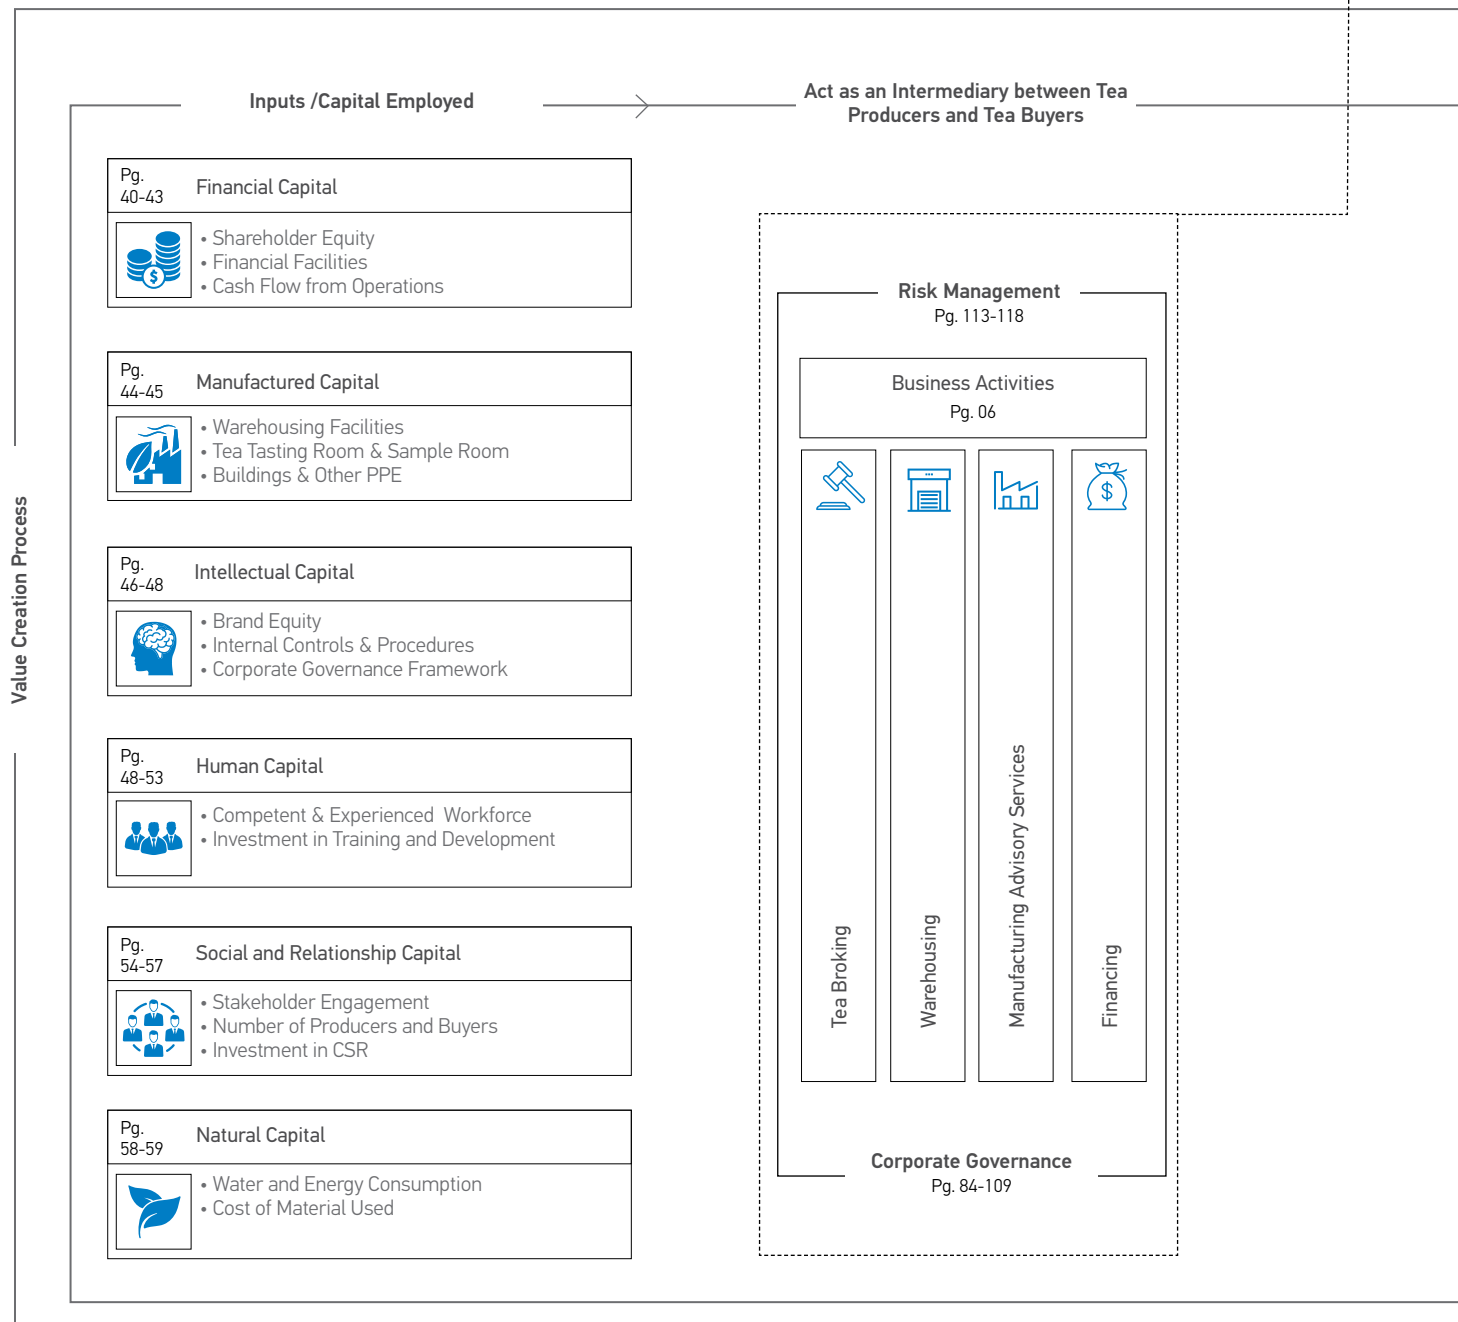 Value Creation Process
Inputs /Capital Employed
Pg.
40-43
Financial Capital
• Shareholder Equity
• Financial Facilities
• Cash Flow from Operations
Pg.
44-45
Manufactured Capital
• Warehousing Facilities
• Tea Tasting Room & Sample Room
• Buildings & Other PPE
Pg.
46-48
Intellectual Capital
• Brand Equity
• Internal Controls & Procedures
• Corporate Governance Framework
Pg.
48-53
Human Capital
• Competent & Experienced  Workforce
• Investment in Training and Development
Pg.
54-57
Social and Relationship Capital
• Stakeholder Engagement
• Number of Producers and Buyers
• Investment in CSR
Pg.
58-59
Natural Capital
• Water and Energy Consumption
• Cost of Material Used
Act as an Intermediary between Tea
Producers and Tea Buyers
Risk Management
Pg. 113-118
Business Activities
Pg. 06
Tea Broking
Warehousing
Manufacturing Advisory Services
Financing
Corporate Governance
Pg. 84-109